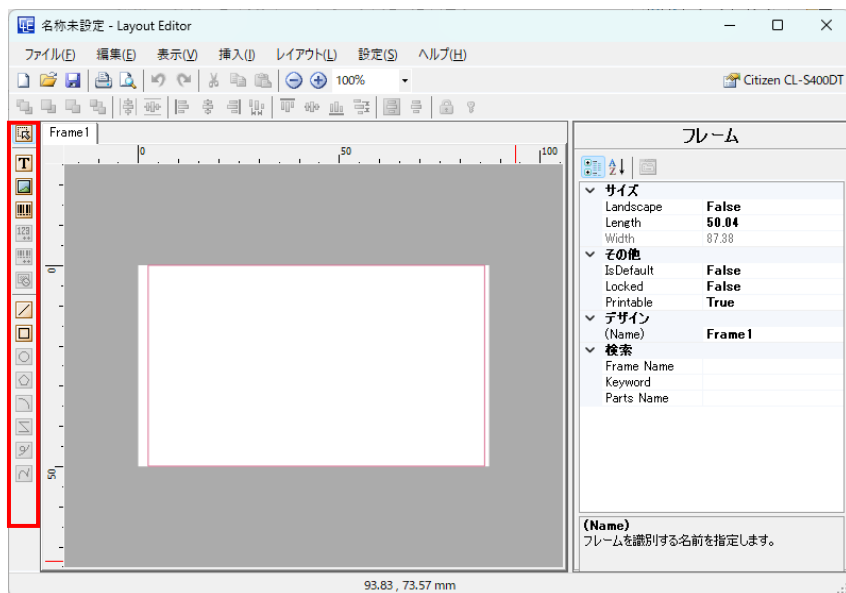 名称未設定 - Layout Editor
ファイル(F) 編集(E) 表示(V) 挿入(I) レイアウト(L) 設定(S) ヘルプ(H)
100% Citizen CL-S400DT
Frame1
フレーム
0 50 100
サイズ
Landscape False
Length 50.04
Width 87.38
その他
IsDefault False
Locked False
Printable True
デザイン
(Name) Frame1
検索
Frame Name
Keyword
Parts Name
T
123
0
50
(Name)
フレームを識別する名前を指定します。
93.83 , 73.57 mm